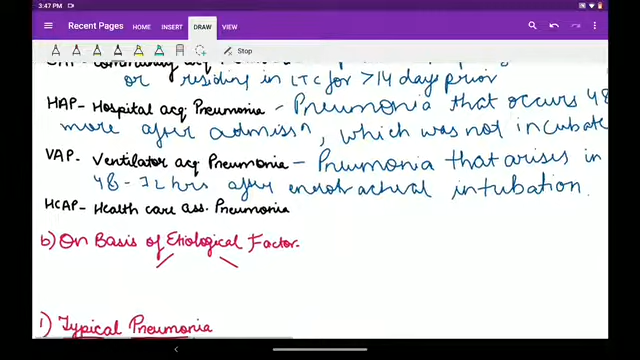 3:47 PM
Recent Pages HOME INSERT DRAW VIEW
Stop
or residing in LTC for >14 days prior
HAP- Hospital acq. Pneumonia - Pneumonia that occurs 48
more after admissⁿ, which was not incubate
VAP- Ventilator acq Pneumonia - Pneumonia that arises in
48-72 hrs after endotracheal intubation.
HCAP- Health care ass. Pneumonia
b) On Basis of Etiological Factor.
1) Typical Pneumonia